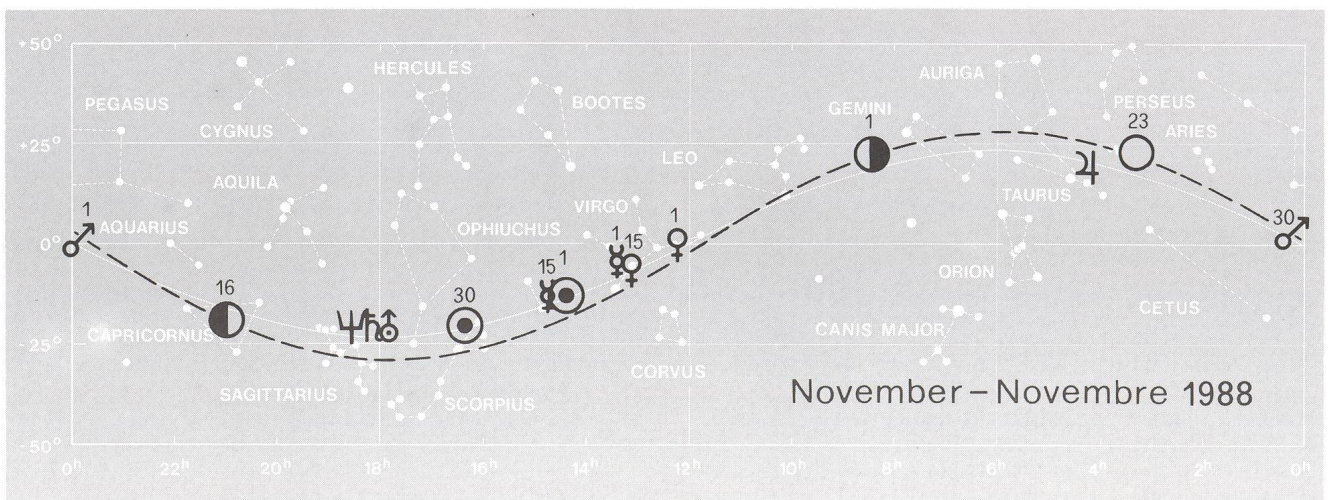 +50°
HERCULES
AURIGA
PEGASUS
BOOTES
GEMINI
PERSEUS
1
23
CYGNUS
ARIES
+25°
LEO
AQUILA
TAURUS
VIRGO
1
1
30
AQUARIUS
OPHIUCHUS
1 15
0°
15 1
ORION
16
30
CETUS
CAPRICORNUS
CANIS MAJOR
-25°
CORVUS
SAGITTARIUS
SCORPIUS
November – Novembre 1988
-50°
0h 22h 20h 18h 16h 14h 12h 10h 8h 6h 4h 2h 0h